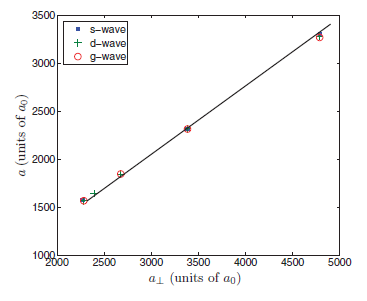 3500
3000
2500
2000
1500
1000
2000 2500 3000 3500 4000 4500 5000
a (units of a₀)
a⊥ (units of a₀)
s−wave
d−wave
g−wave